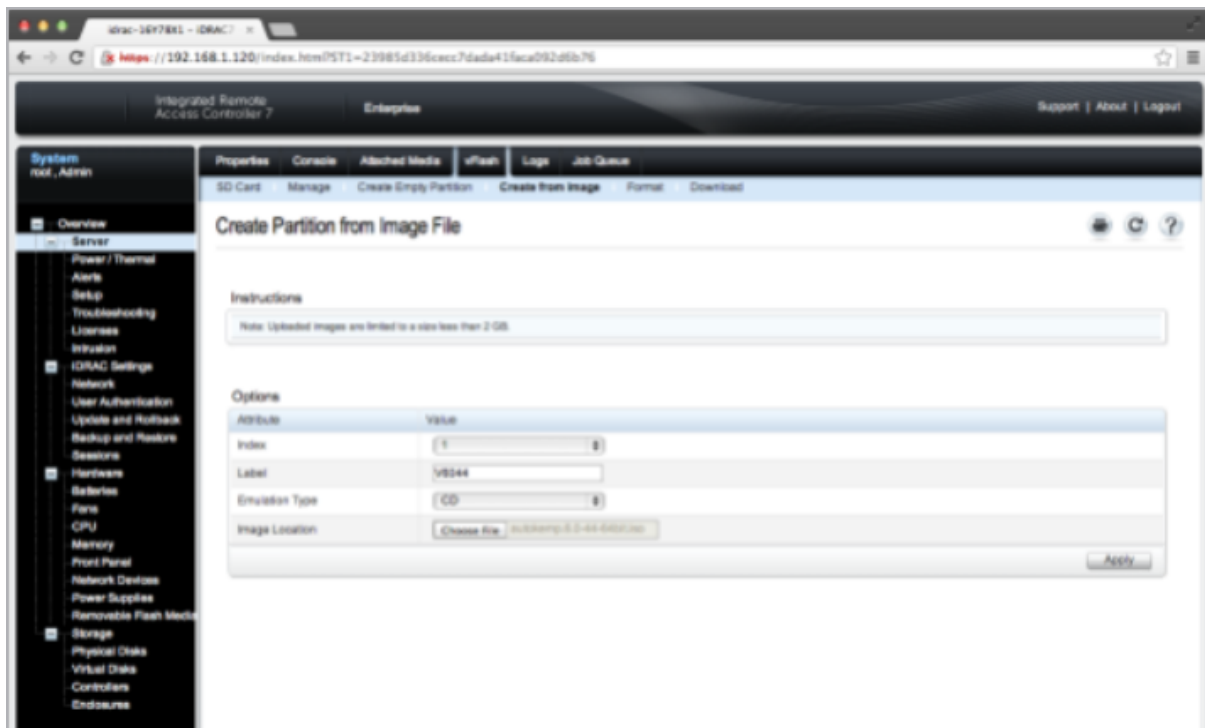 idrac-16Y78X1 - iDRAC7
https://192.168.1.120/index.html?ST1=
Integrated Remote
Access Controller 7
Enterprise
Support | About | Logout
System
root , Admin
Properties Console Attached Media vFlash Logs Job Queue
SD Card Manage Create Empty Partition Create from Image Format Download
Create Partition from Image File
Overview
Server
Power / Thermal
Alerts
Setup
Troubleshooting
Licenses
Intrusion
iDRAC Settings
Network
User Authentication
Update and Rollback
Backup and Restore
Sessions
Hardware
Batteries
Fans
CPU
Memory
Front Panel
Network Devices
Power Supplies
Removable Flash Media
Storage
Physical Disks
Virtual Disks
Controllers
Enclosures
Instructions
Note: Uploaded images are limited to a size less than 2 GB.
Options
Attribute Value
Index 1
Label
Emulation Type CD
Image Location Choose File
Apply